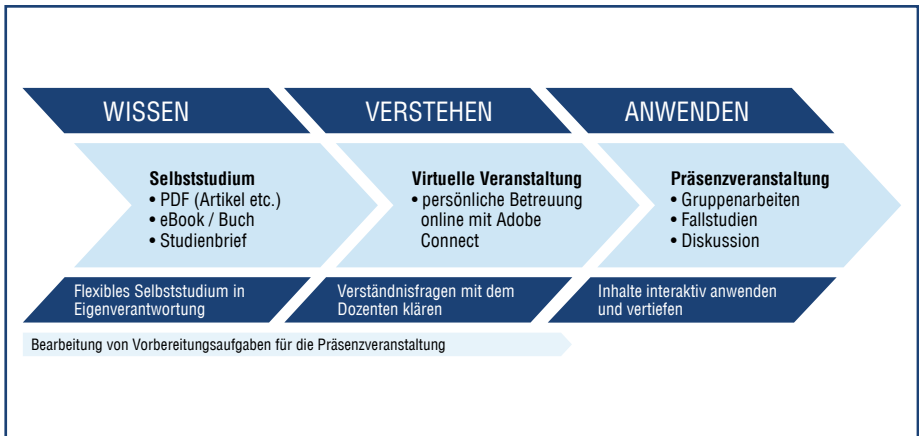 WISSEN
VERSTEHEN
ANWENDEN
Selbststudium
• PDF (Artikel etc.)
• eBook / Buch
• Studienbrief
Virtuelle Veranstaltung
• persönliche Betreuung
online mit Adobe
Connect
Präsenzveranstaltung
• Gruppenarbeiten
• Fallstudien
• Diskussion
Flexibles Selbststudium in
Eigenverantwortung
Verständnisfragen mit dem
Dozenten klären
Inhalte interaktiv anwenden
und vertiefen
Bearbeitung von Vorbereitungsaufgaben für die Präsenzveranstaltung